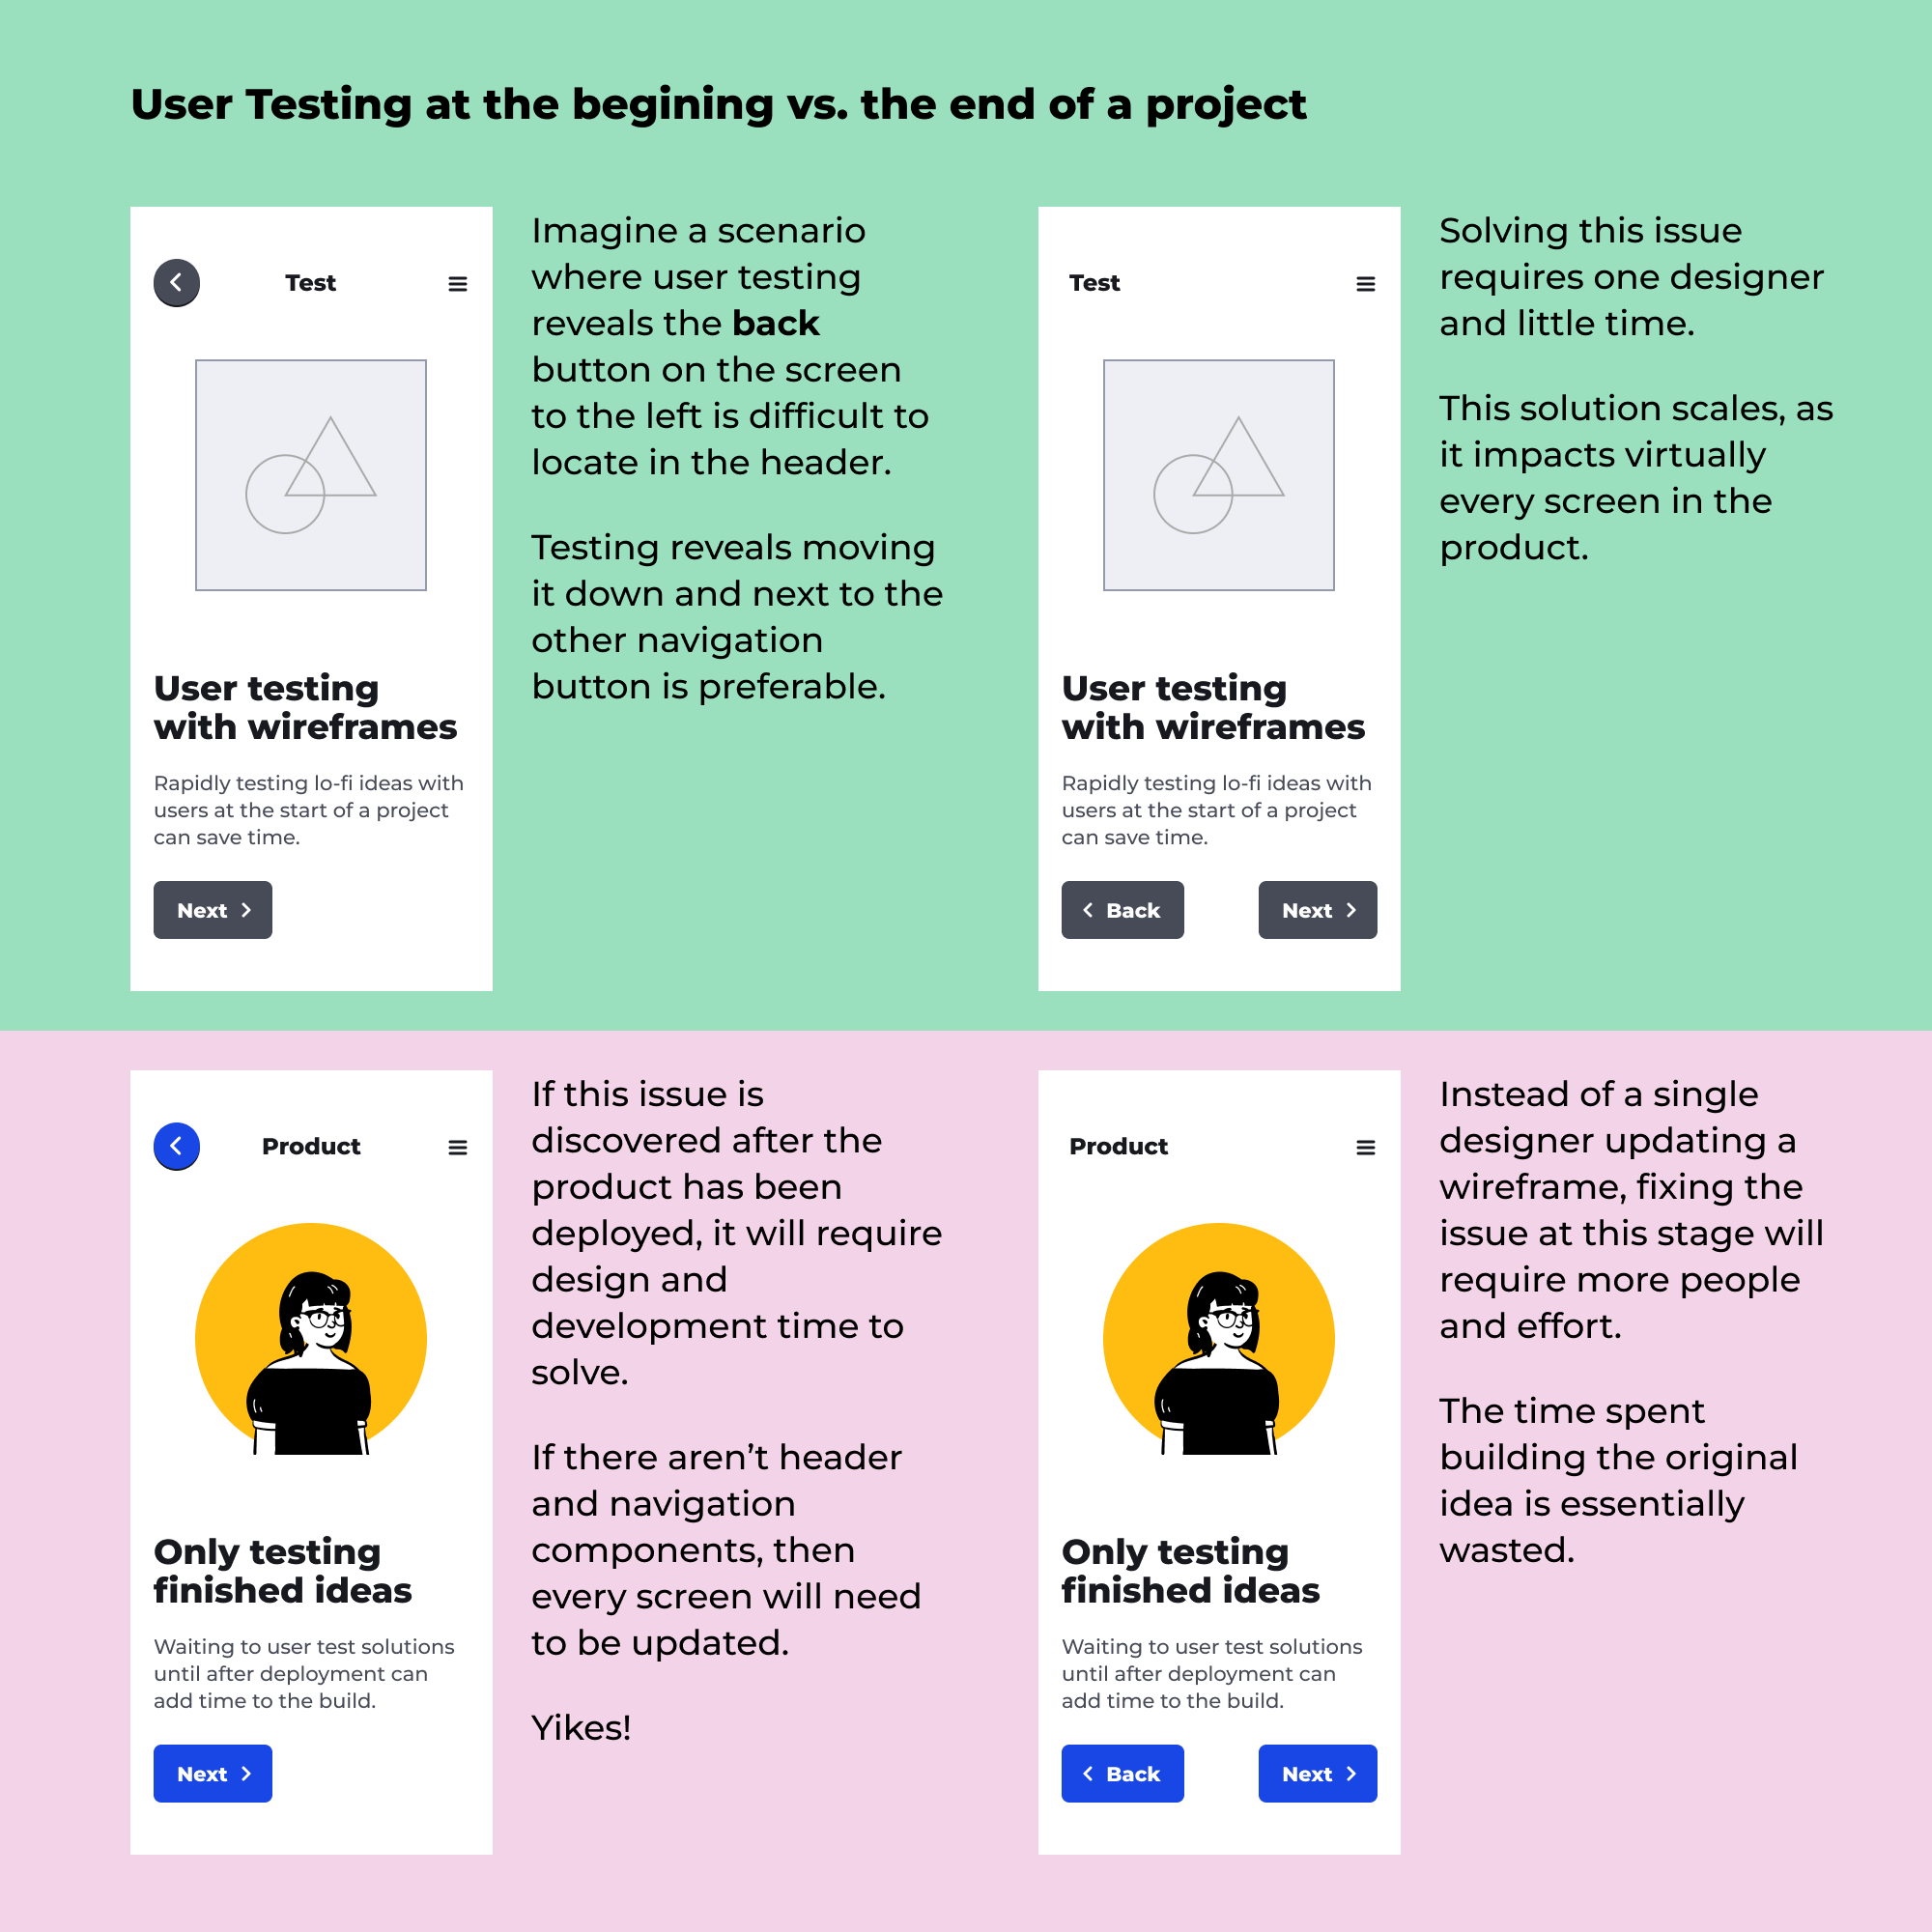 User Testing at the begining vs. the end of a project
Test
User testing
with wireframes
Rapidly testing lo-fi ideas with
users at the start of a project
can save time.
Next
Imagine a scenario
where user testing
reveals the back
button on the screen
to the left is difficult to
locate in the header.
Testing reveals moving
it down and next to the
other navigation
button is preferable.
Test
User testing
with wireframes
Rapidly testing lo-fi ideas with
users at the start of a project
can save time.
Back
Next
Solving this issue
requires one designer
and little time.
This solution scales, as
it impacts virtually
every screen in the
product.
Product
Only testing
finished ideas
Waiting to user test solutions
until after deployment can
add time to the build.
Next
If this issue is
discovered after the
product has been
deployed, it will require
design and
development time to
solve.
If there aren’t header
and navigation
components, then
every screen will need
to be updated.
Yikes!
Product
Only testing
finished ideas
Waiting to user test solutions
until after deployment can
add time to the build.
Back
Next
Instead of a single
designer updating a
wireframe, fixing the
issue at this stage will
require more people
and effort.
The time spent
building the original
idea is essentially
wasted.